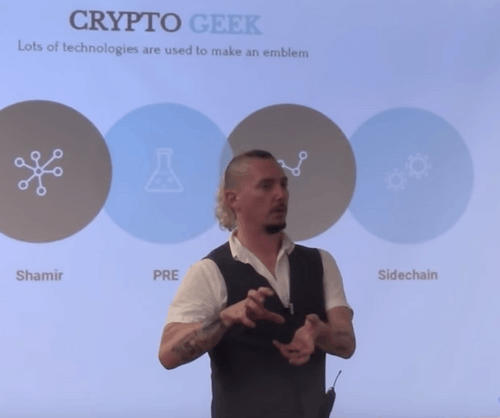 CRYPTO GEEK
Lots of technologies are used to make an emblem
Shamir
PRE
Sidechain